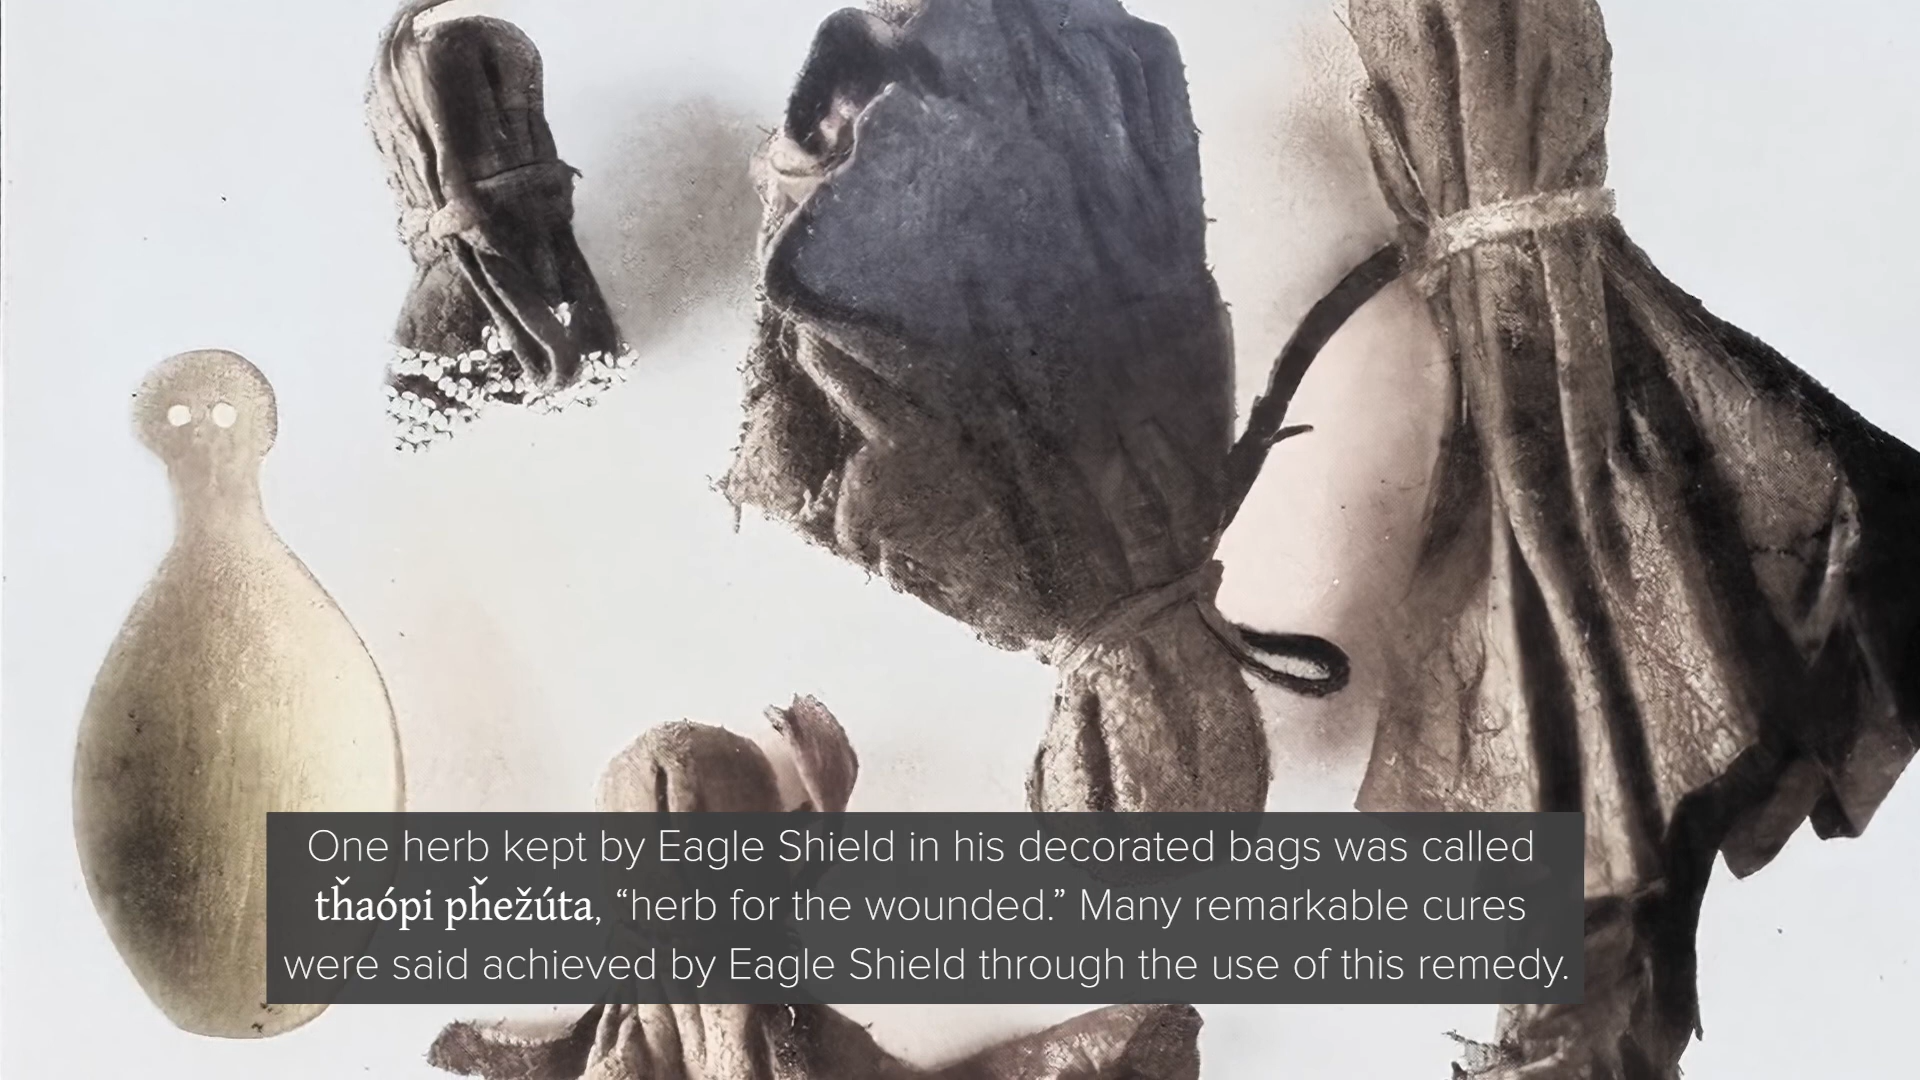 One herb kept by Eagle Shield in his decorated bags was called
tȟaópi pȟežúta, “herb for the wounded.” Many remarkable cures
were said achieved by Eagle Shield through the use of this remedy.